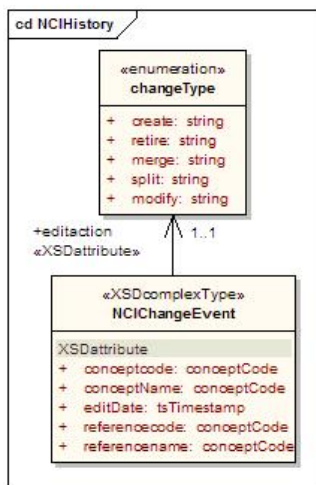 cd NCIHistory
«enumeration»
changeType
+ create: string
+ retire: string
+ merge: string
+ split: string
+ modify: string
+editaction
«XSDattribute»
1..1
«XSDcomplexType»
NCIChangeEvent
XSDattribute
+ conceptcode: conceptCode
+ conceptName: conceptCode
+ editDate: tsTimestamp
+ referencecode: conceptCode
+ referencename: conceptCode